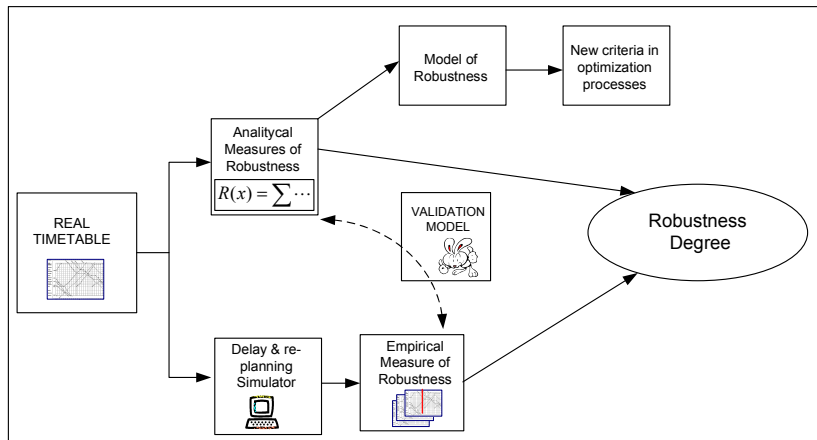 Model of
Robustness
New criteria in
optimization
processes
Analitycal
Measures of
Robustness
R(x) = ∑ ⋯
REAL
TIMETABLE
VALIDATION
MODEL
Robustness
Degree
Delay & re-
planning
Simulator
Empirical
Measure of
Robustness